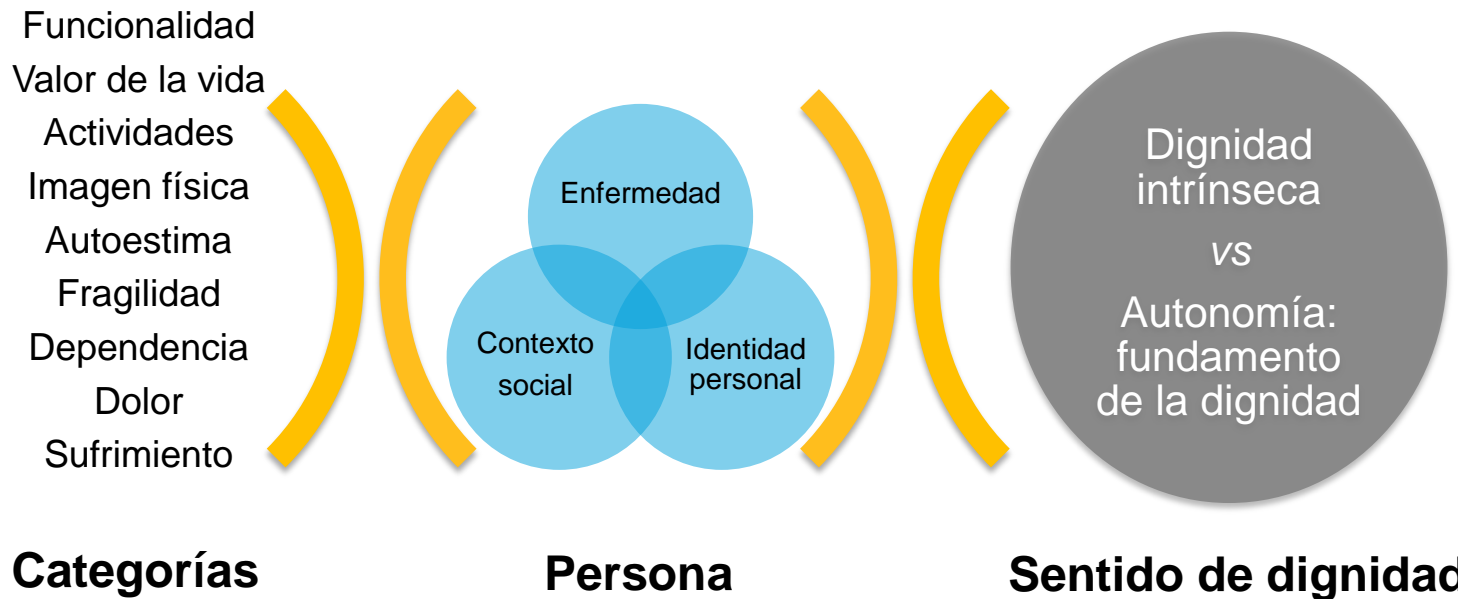 Funcionalidad
Valor de la vida
Actividades
Imagen física
Autoestima
Fragilidad
Dependencia
Dolor
Sufrimiento
Categorías
Enfermedad
Contexto
social
Identidad
personal
Persona
Dignidad
intrínseca
vs
Autonomía:
fundamento
de la dignidad
Sentido de dignidad